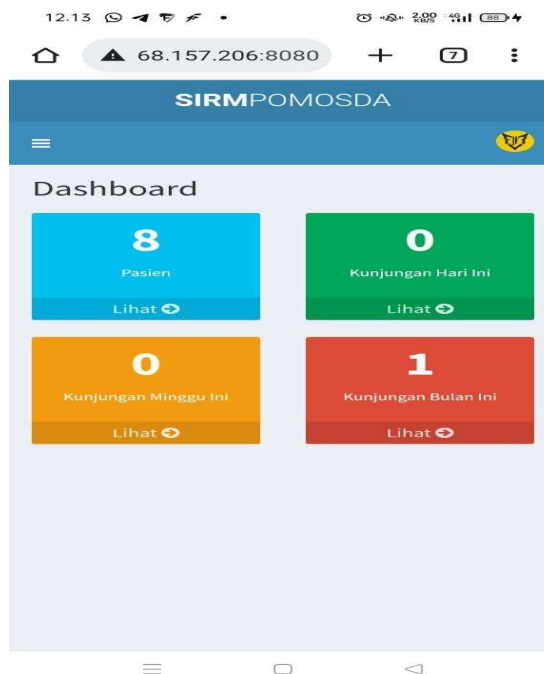 12.13 2.00 KB/S 4G 88
68.157.206:8080 7
SIRMPOMOSDA
Dashboard
8
Pasien
Lihat
0
Kunjungan Hari Ini
Lihat
0
Kunjungan Minggu Ini
Lihat
1
Kunjungan Bulan Ini
Lihat